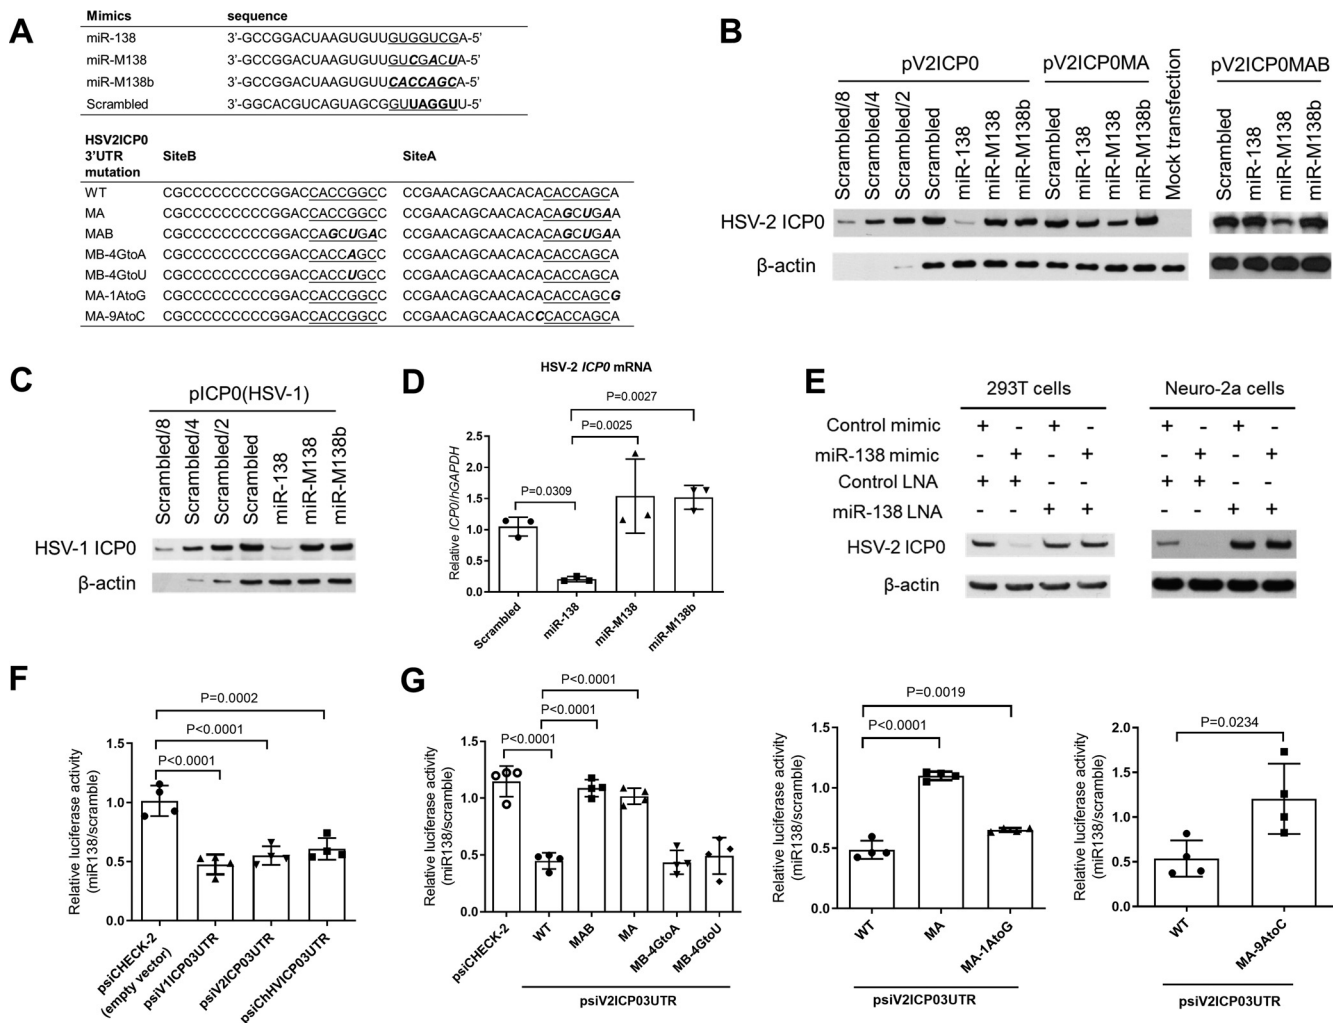 A
Mimics sequence
miR-138 3'-GCCGGACUAAGUGUUGUGGUCGA-5'
miR-M138 3'-GCCGGACUAAGUGUUGUCGACUA-5'
miR-M138b 3'-GCCGGACUAAGUGUUCACCAGCA-5'
Scrambled 3'-GGCACGUCAGUAGCGGUUAGGUU-5'
HSV2ICP0
3'UTR
mutation SiteB SiteA
WT CGCCCCCCCCCCGGACCACCGGCC CCGAACAGCAACACACACCAGCA
MA CGCCCCCCCCCCGGACCACCGGCC CCGAACAGCAACACACAGCUGAA
MAB CGCCCCCCCCCCGGACCAGCUGAC CCGAACAGCAACACACAGCUGAA
MB-4GtoA CGCCCCCCCCCCGGACCACCAGCC CCGAACAGCAACACACACCAGCA
MB-4GtoU CGCCCCCCCCCCGGACCACCUGCC CCGAACAGCAACACACACCAGCA
MA-1AtoG CGCCCCCCCCCCGGACCACCGGCC CCGAACAGCAACACACACCAGCG
MA-9AtoC CGCCCCCCCCCCGGACCACCGGCC CCGAACAGCAACACCCACCAGCA
B
pV2ICP0 pV2ICP0MA pV2ICP0MAB
Scrambled/8 Scrambled/4 Scrambled/2 Scrambled miR-138 miR-M138 miR-M138b Scrambled miR-138 miR-M138 miR-M138b Mock transfection Scrambled miR-138 miR-M138 miR-M138b
HSV-2 ICP0
β-actin
C
pICP0(HSV-1)
Scrambled/8 Scrambled/4 Scrambled/2 Scrambled miR-138 miR-M138 miR-M138b
HSV-1 ICP0
β-actin
D
HSV-2 ICP0 mRNA
P=0.0027
P=0.0025
P=0.0309
Relative ICP0/hGAPDH
2.5
2.0
1.5
1.0
0.5
0.0
Scrambled miR-138 miR-M138 miR-M138b
E
293T cells Neuro-2a cells
Control mimic + - + - + - + -
miR-138 mimic - + - + - + - +
Control LNA + + - - + + - -
miR-138 LNA - - + + - - + +
HSV-2 ICP0
β-actin
F
P=0.0002
P<0.0001
P<0.0001
Relative luciferase activity
(miR138/scramble)
1.5
1.0
0.5
0.0
psiCHECK-2
(empty vector)
psiV1ICP03UTR
psiV2ICP03UTR
psiChHVICP03UTR
G
P<0.0001
P<0.0001
P<0.0001
Relative luciferase activity
(miR138/scramble)
1.5
1.0
0.5
0.0
psiCHECK-2 WT MAB MA MB-4GtoA MB-4GtoU
psiV2ICP03UTR
P=0.0019
P<0.0001
Relative luciferase activity
(miR138/scramble)
1.5
1.0
0.5
0.0
WT MA MA-1AtoG
psiV2ICP03UTR
P=0.0234
Relative luciferase activity
(miR138/scramble)
2.0
1.5
1.0
0.5
0.0
WT MA-9AtoC
psiV2ICP03UTR